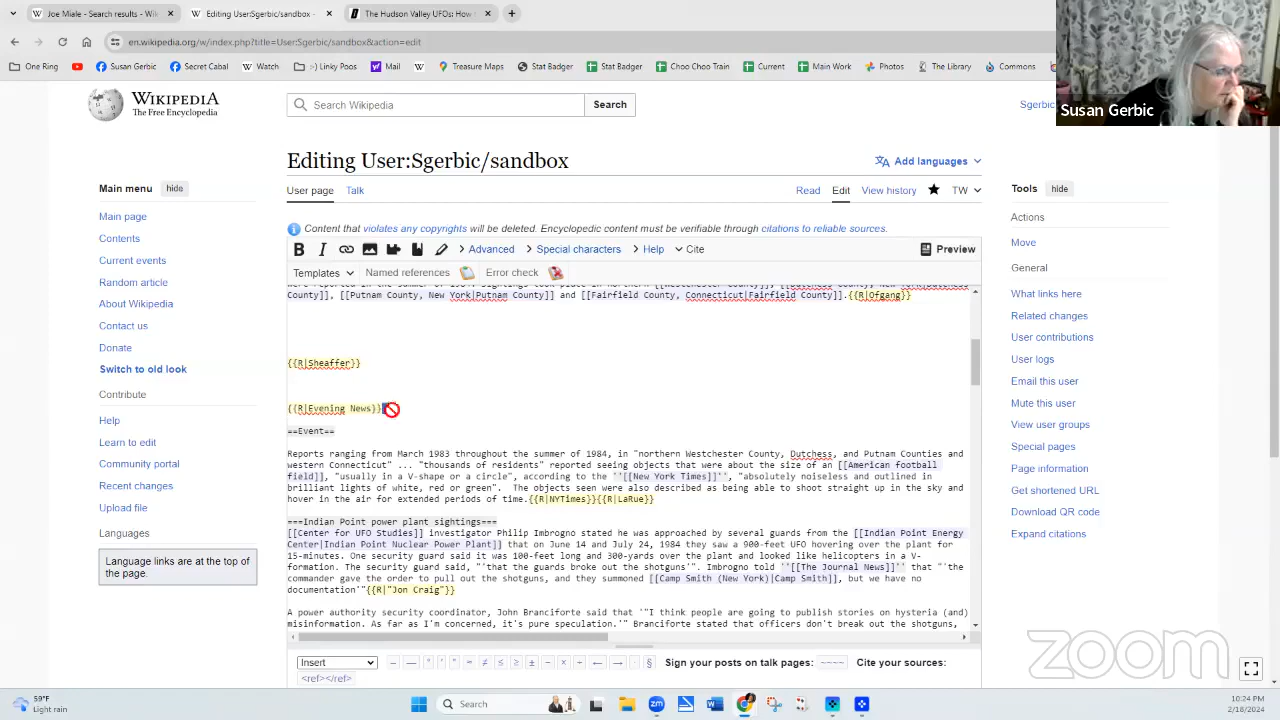 Joe Miale - Search results - Wiki
Editing User:Sgerbic/sandbox -
The Hudson Valley UFOs - New
en.wikipedia.org/w/index.php?title=User:Sgerbic/sandbox&action=edit
One Ring
Susan Gerbic
Secret Cabal
Watch
:-) Linky Poo
Mail
Treasure Maps
Stat Badger
Stat Badger
Choo Choo Train
Current
Main Work
Photos
The Library
Commons
Susan Gerbic
WIKIPEDIA
The Free Encyclopedia
Search Wikipedia
Search
Sgerbic
Editing User:Sgerbic/sandbox
Add languages
Main menu
hide
User page
Talk
Read
Edit
View history
TW
Tools
hide
Main page
Contents
Current events
Random article
About Wikipedia
Contact us
Donate
Switch to old look
Contribute
Help
Learn to edit
Community portal
Recent changes
Upload file
Languages
Language links are at the top of
the page.
Content that violates any copyrights will be deleted. Encyclopedic content must be verifiable through citations to reliable sources.
B I
Advanced
Special characters
Help
Cite
Preview
Templates
Named references
Error check
County]], [[Putnam County, New York|Putnam County]] and [[Fairfield County, Connecticut|Fairfield County]].{{R|Ofgang}}
{{R|Sheaffer}}
{{R|Evening News}}
==Event==
Reports began from March 1983 throughout the summer of 1984, in "northern Westchester County, Dutchess, and Putnam Counties and
western Connecticut" ... "thousands of residents" reported seeing objects that were about the size of an [[American football
field]], "usually in a V-shape or a circle", according to the ''[[New York Times]]'', "absolutely noiseless and outlined in
brilliant lights of white, red or green".  The objects seen were also described as being able to shoot straight up in the sky and
hover in the air for extended periods of time.{{R|NYTimes}}{{R|LaRue}}
===Indian Point power plant sightings===
[[Center for UFO Studies]] investigator Philip Imbrogno stated he was approached by several guards from the [[Indian Point Energy
Center|Indian Point Nuclear Power Plant]] that on June 14 and July 24, 1984 they saw a 900-feet UFO hovering over the plant for
15-minutes. One security guard said it was 100-feet long and 300-years over the plant and looked like helicopters in a V-
formation. The security guard said, "'that the guards broke out the shotguns'". Imbrogno told ''[[The Journal News]]'' that "'the
commander gave the order to pull out the shotguns, and they summoned [[Camp Smith (New York)|Camp Smith]], but we have no
documentation'"{{R|"Jon Craig"}}
A power authority security coordinator, John Branciforte said that '"I think people are going to publish stories on hysteria (and)
misinformation. As far as I'm concerned, it's pure speculation.'" Branciforte stated that officers don't break out the shotguns,
Insert
– — ° ′ ″ ≈ ≠ ≤ ≥ ± − × ÷ ← → · §
Sign your posts on talk pages: ~~~~
Cite your sources:
<ref></ref>
Actions
Move
General
What links here
Related changes
User contributions
User logs
Email this user
Mute this user
View user groups
Special pages
Page information
Get shortened URL
Download QR code
Expand citations
zoom
59°F
Light rain
Search
10:24 PM
2/18/2024